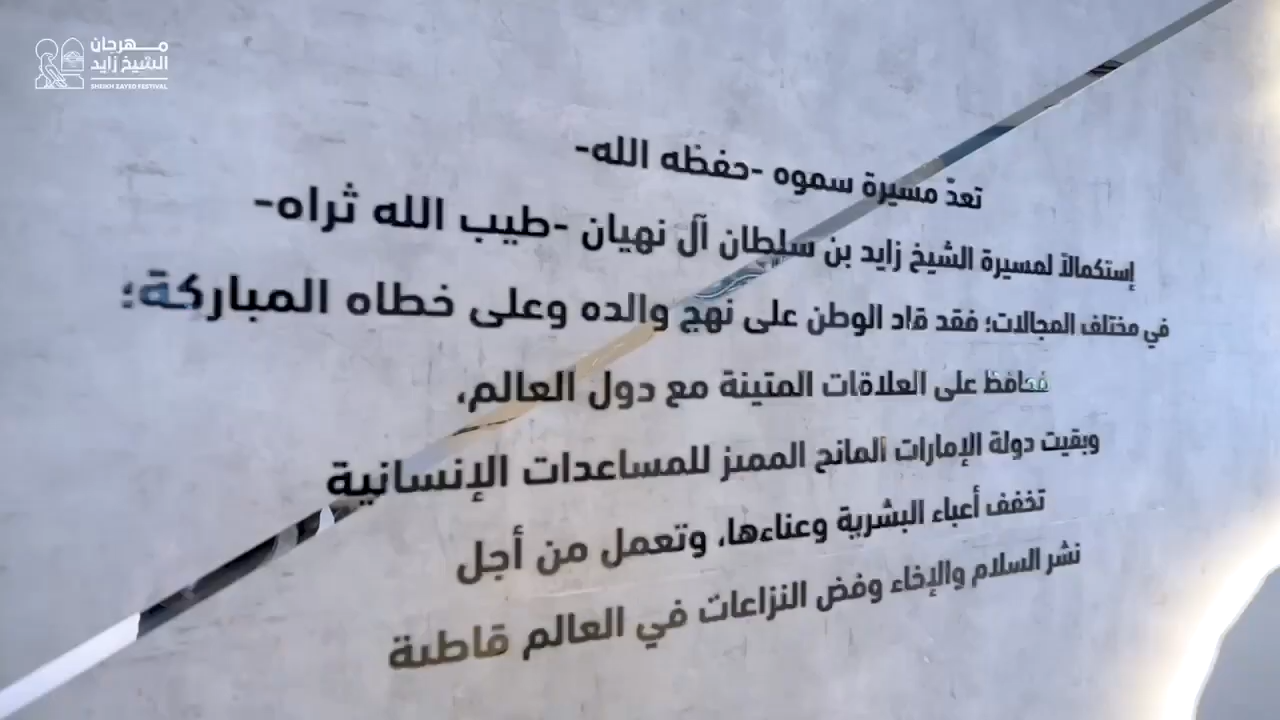 مهرجان
الشيخ زايد
SHEIKH ZAYED FESTIVAL
تعدّ مسيرة سموه -حفظه الله-
إستكمالاً لمسيرة الشيخ زايد بن سلطان آل نهيان -طيب الله ثراه-
في مختلف المجالات؛ فقد قاد الوطن على نهج والده وعلى خطاه المباركة؛
فحافظ على العلاقات المتينة مع دول العالم،
وبقيت دولة الإمارات المانح المميز للمساعدات الإنسانية
تخفف أعباء البشرية وعناءها، وتعمل من أجل
نشر السلام والإخاء وفض النزاعات في العالم قاطبة